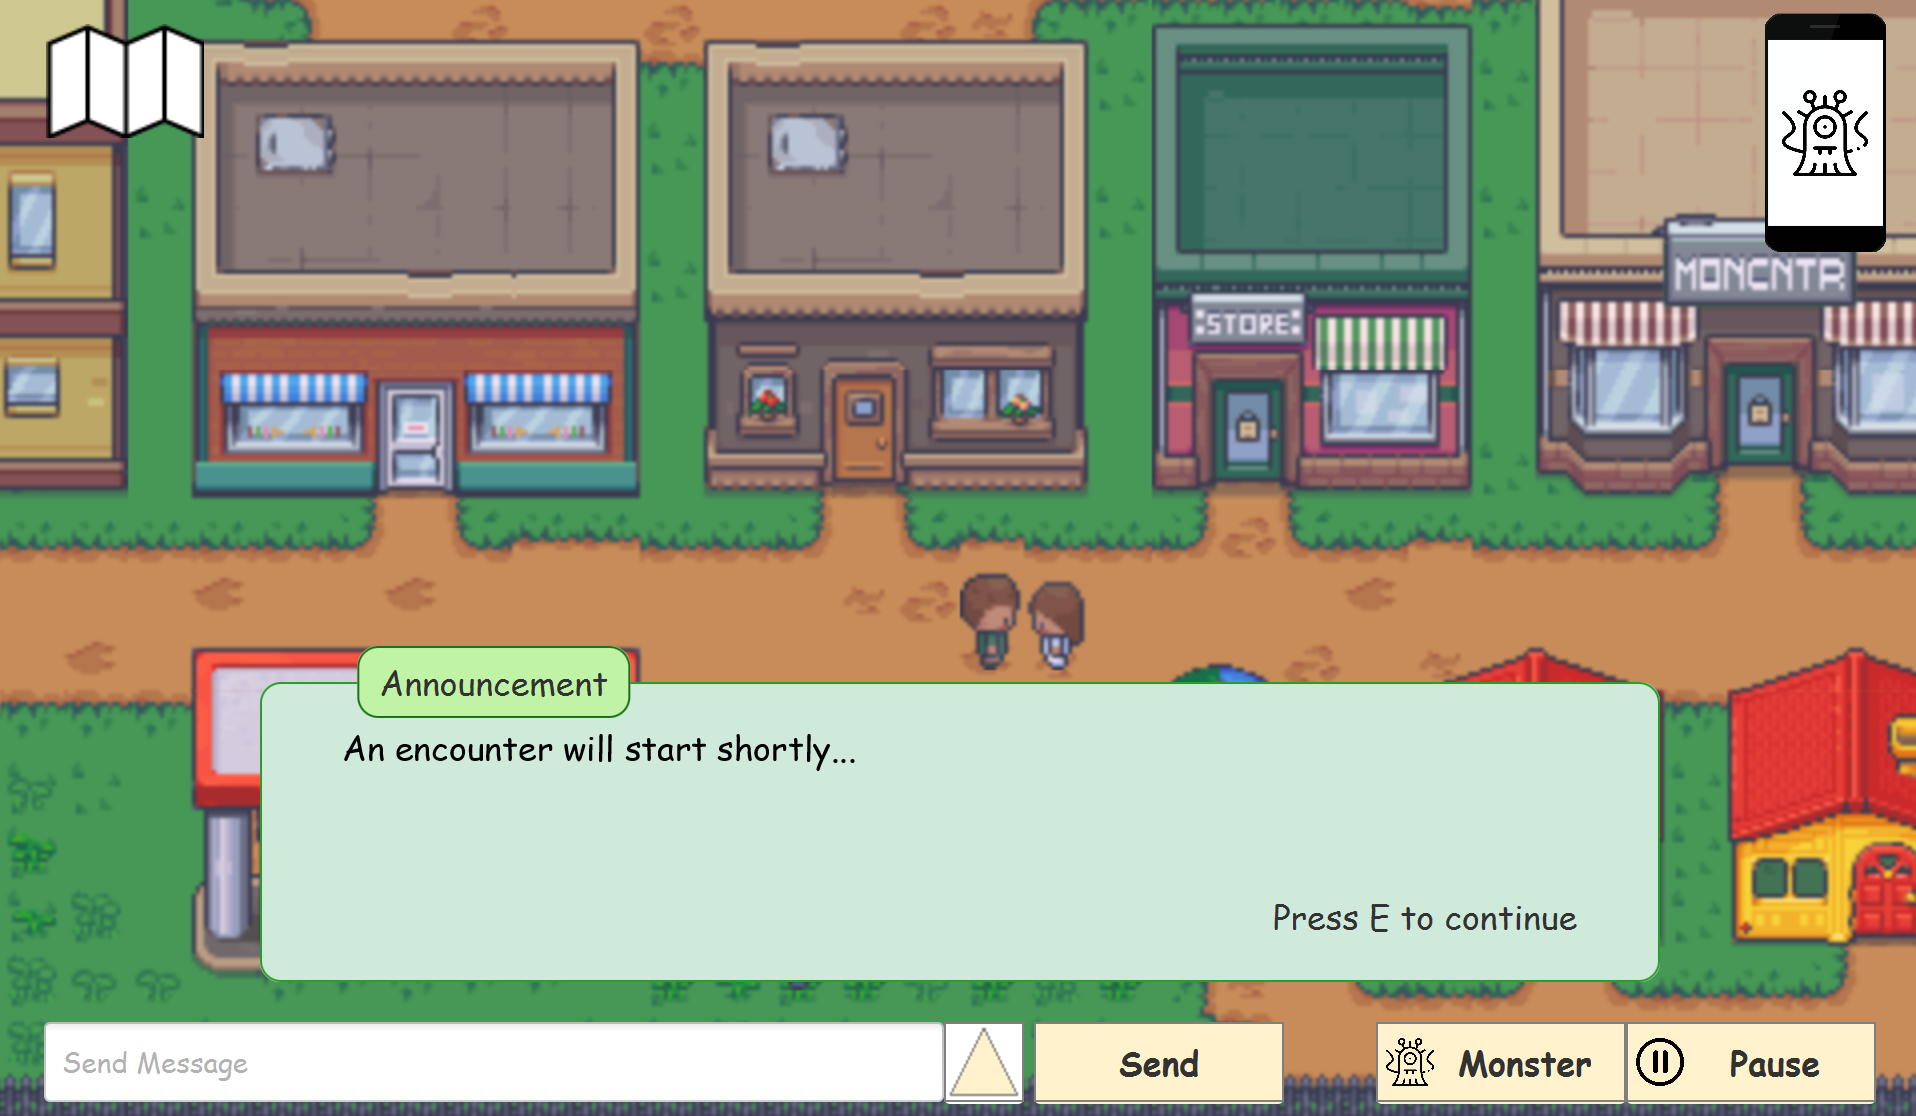 MONCNTR
STORE
Announcement
An encounter will start shortly...
Press E to continue
Send Message
Send
Monster
Pause